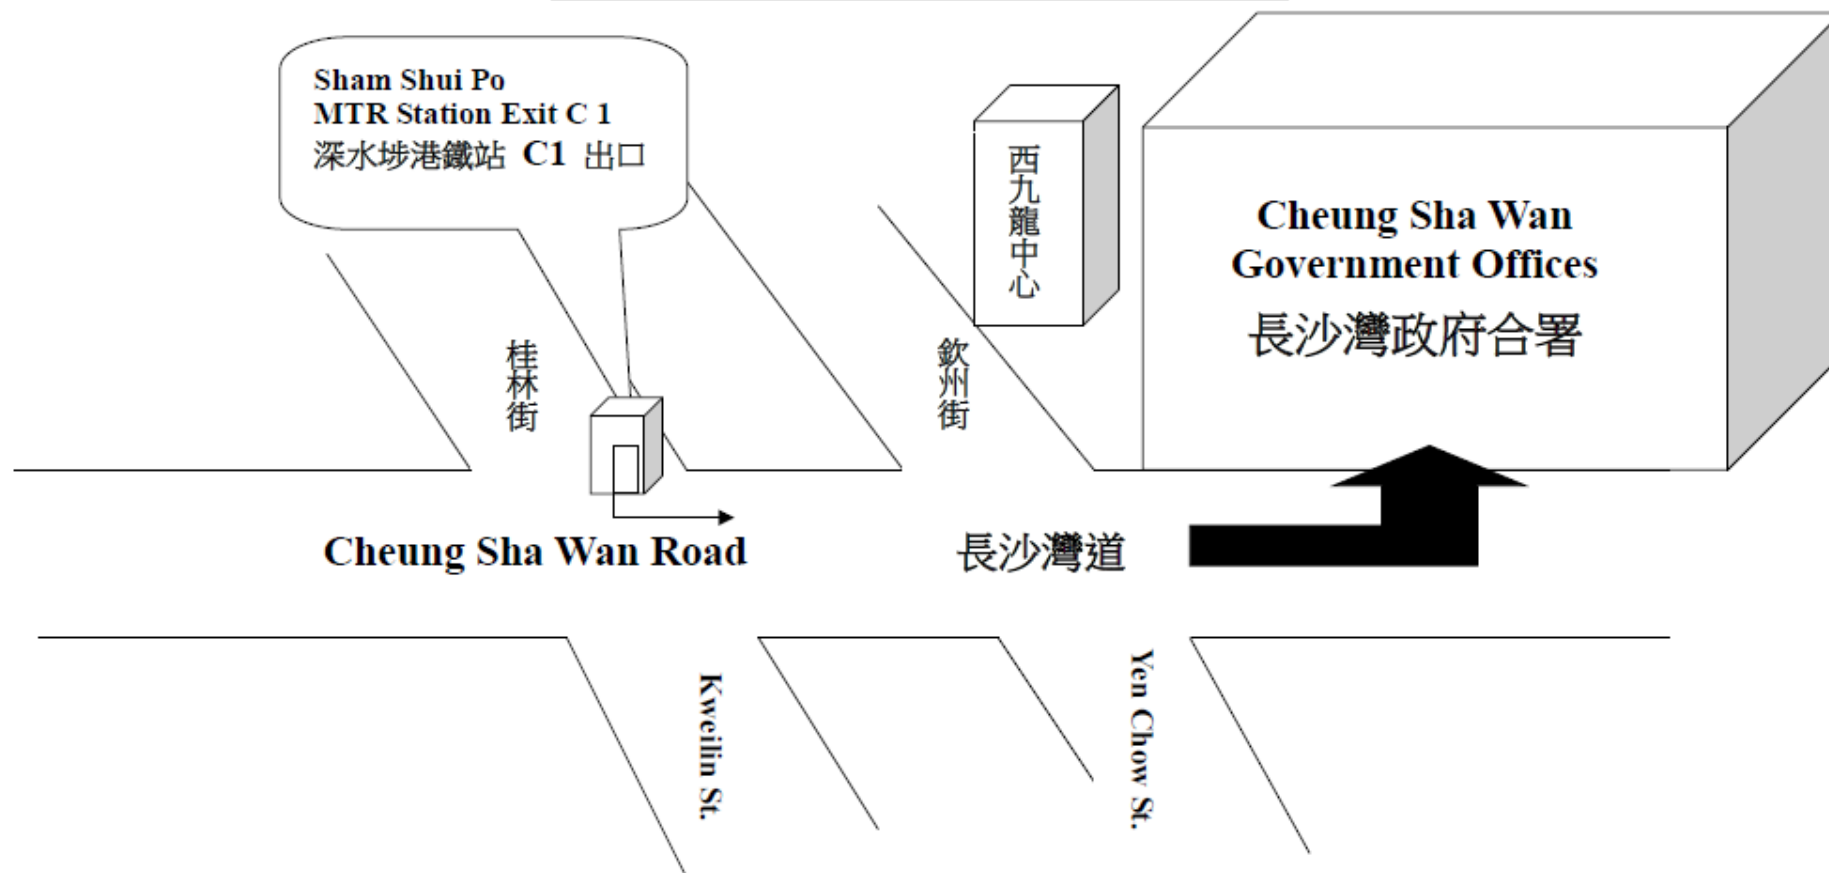 Sham Shui Po
MTR Station Exit C 1
深水埗港鐵站 C1 出口
西九龍中心
Cheung Sha Wan
Government Offices
長沙灣政府合署
桂林街
欽州街
Cheung Sha Wan Road
長沙灣道
Kweilin St.
Yen Chow St.